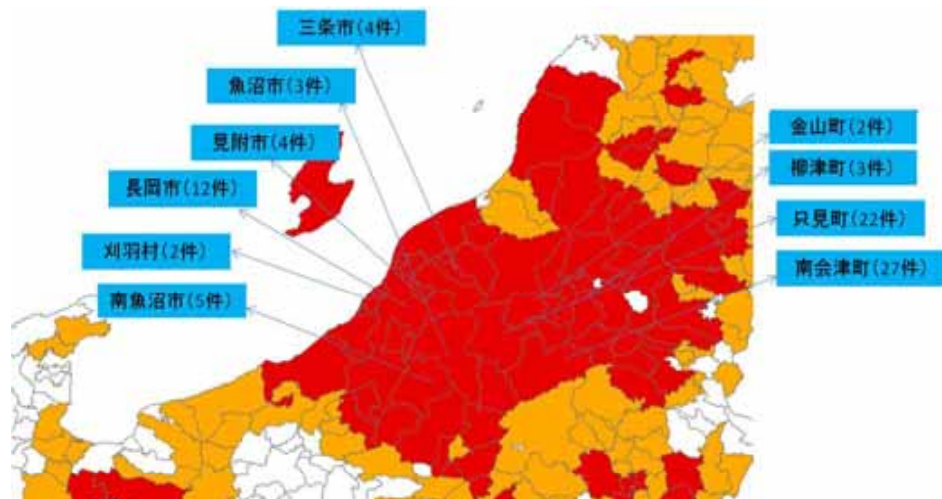 三条市(4件)
魚沼市(3件)
見附市(4件)
長岡市(12件)
刈羽村(2件)
南魚沼市(5件)
金山町(2件)
柳津町(3件)
只見町(22件)
南会津町(27件)